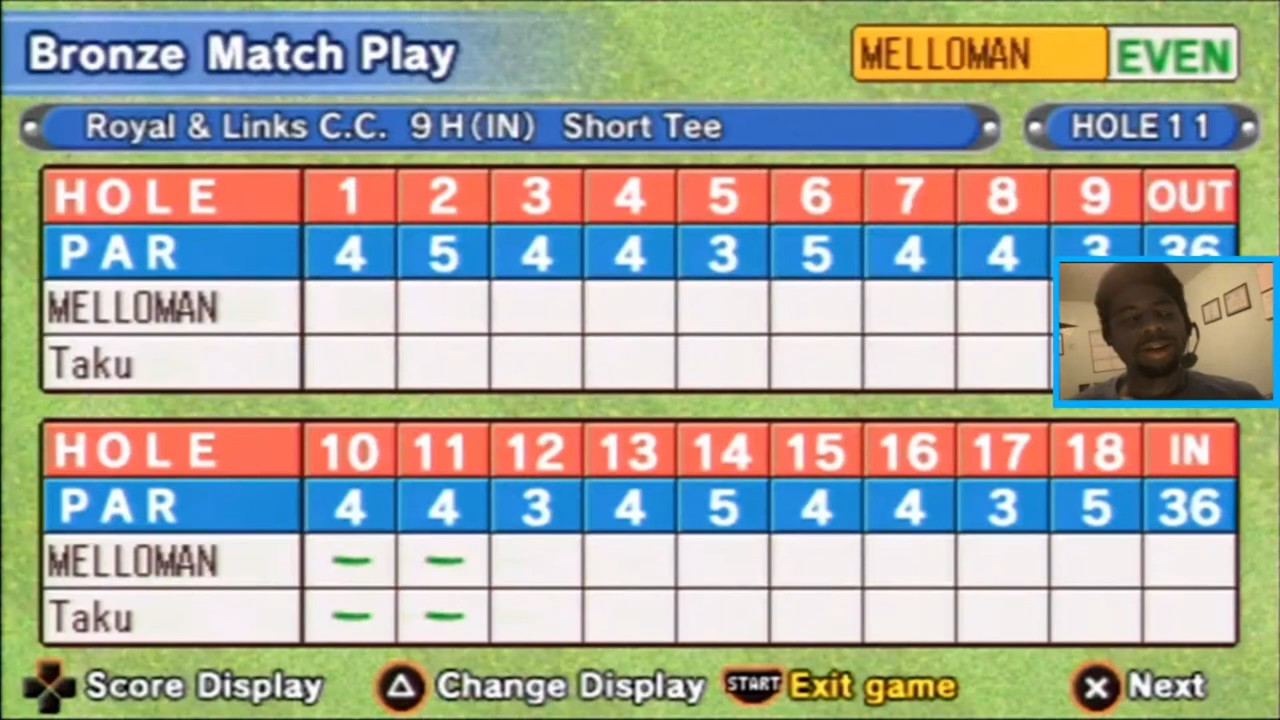 Bronze Match Play MELLOMAN EVEN
Royal & Links C.C. 9H(IN) Short Tee HOLE 11
HOLE 1 2 3 4 5 6 7 8 9 OUT
PAR 4 5 4 4 3 5 4 4 3 36
MELLOMAN
Taku
HOLE 10 11 12 13 14 15 16 17 18 IN
PAR 4 4 3 4 5 4 4 3 5 36
MELLOMAN – –
Taku – –
Score Display △ Change Display START Exit game × Next